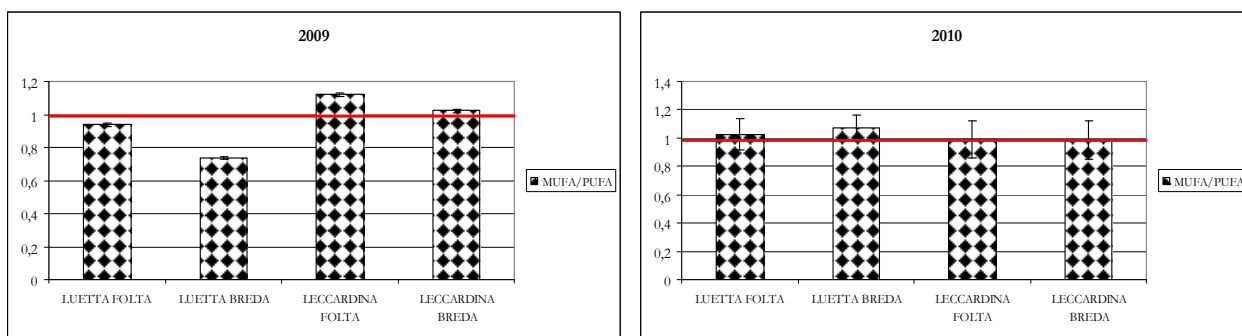 2009
1,2
1
0,8
0,6
0,4
0,2
0
LUETTA FOLTA
LUETTA BREDA
LECCARDINA
FOLTA
LECCARDINA
BREDA
MUFA/PUFA
2010
1,4
1,2
1
0,8
0,6
0,4
0,2
0
LUETTA FOLTA
LUETTA BREDA
LECCARDINA
FOLTA
LECCARDINA
BREDA
MUFA/PUFA